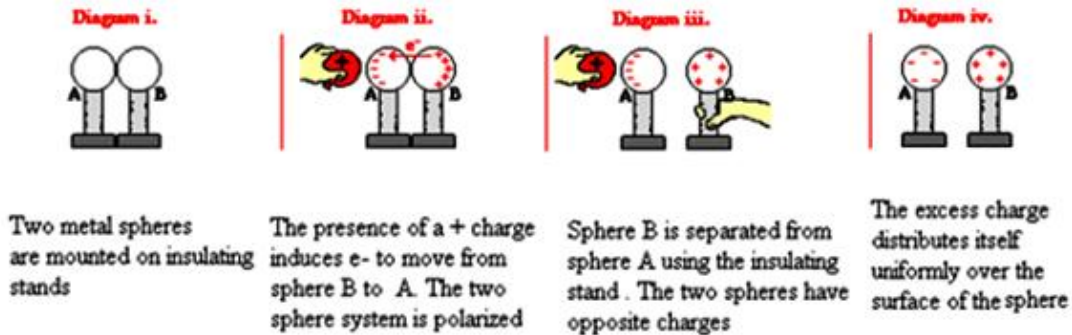 Diagram i.
Diagram ii.
Diagram iii.
Diagram iv.
A
B
+
e-
A
B
+
A
B
A
B
Two metal spheres
are mounted on insulating
stands
The presence of a + charge
induces e- to move from
sphere B to A. The two
sphere system is polarized
Sphere B is separated from
sphere A using the insulating
stand . The two spheres have
opposite charges
The excess charge
distributes itself
uniformly over the
surface of the sphere